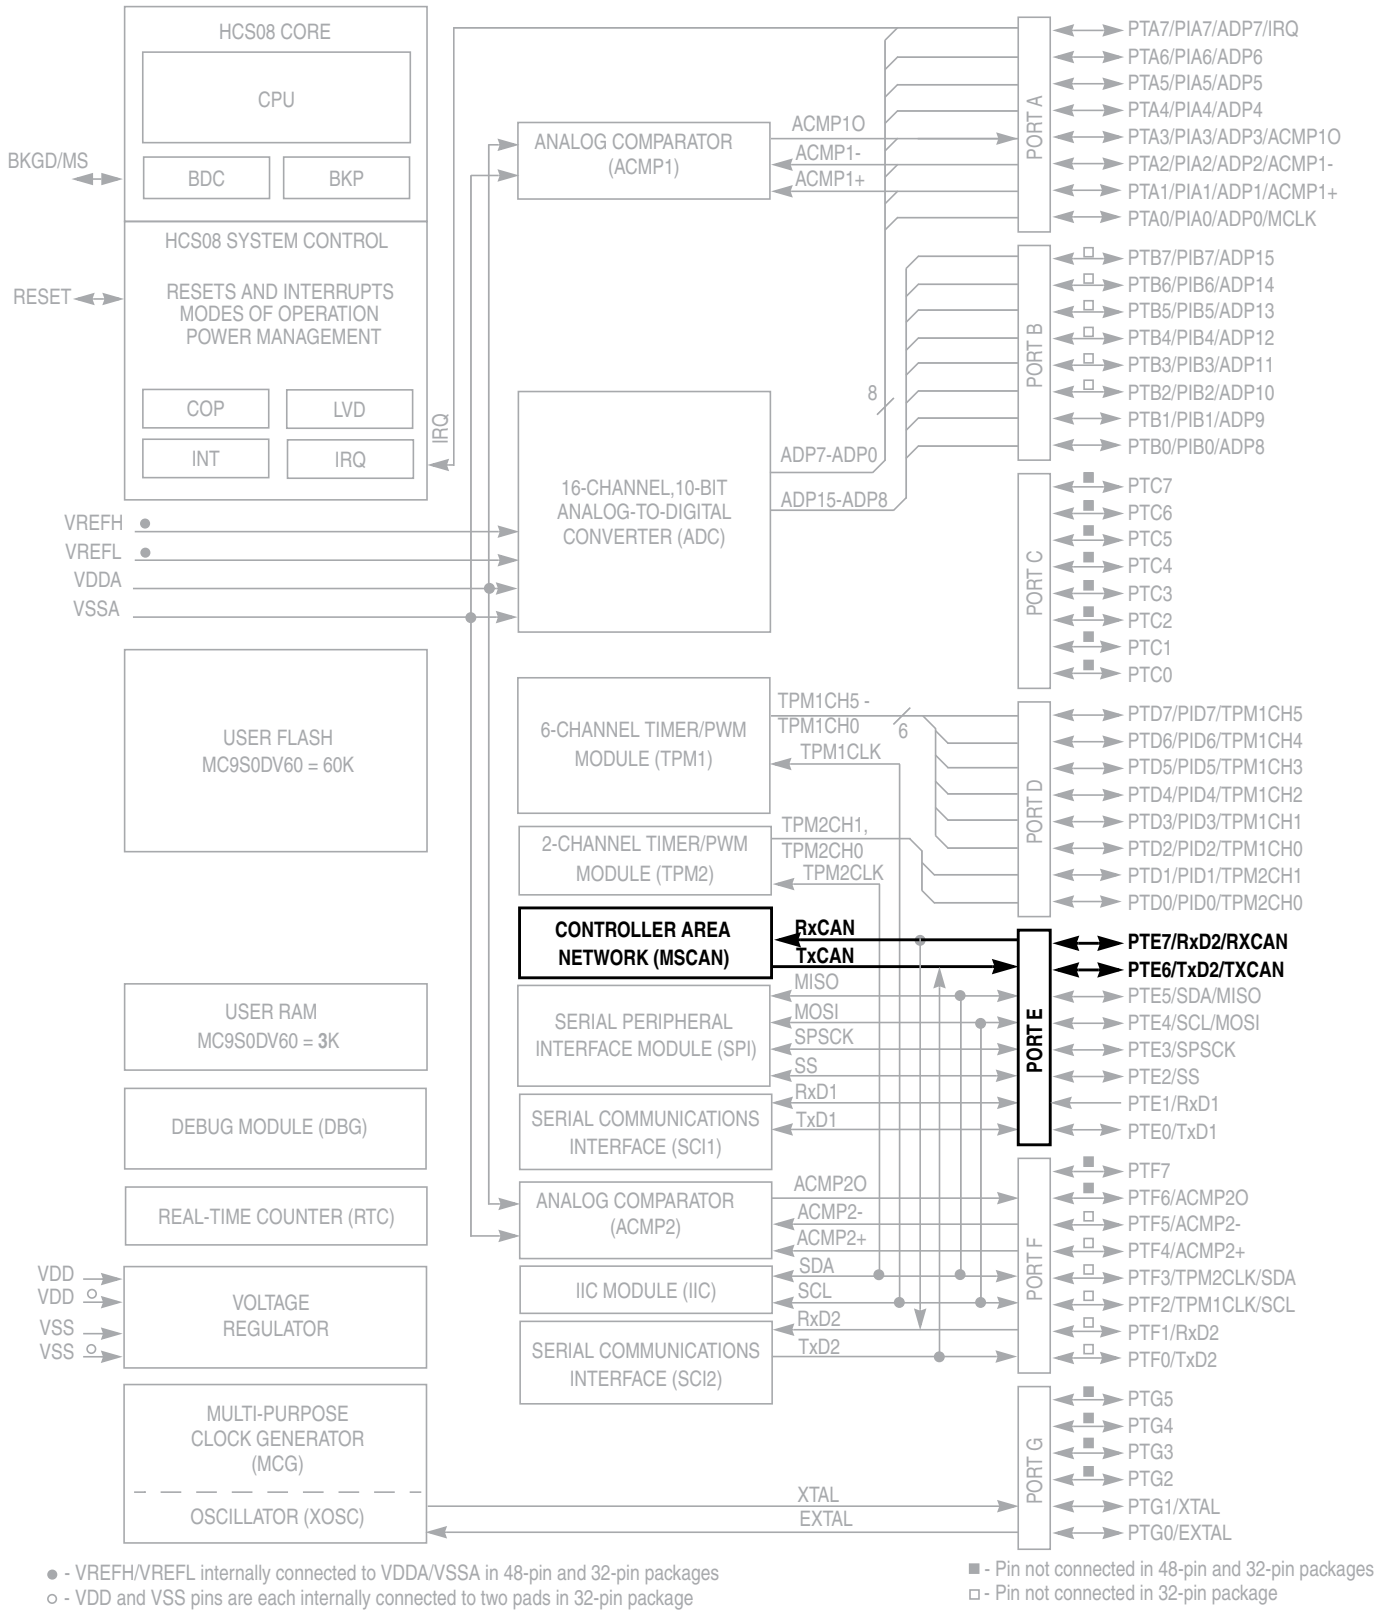 HCS08 CORE
CPU
BDC
BKP
BKGD/MS
HCS08 SYSTEM CONTROL
RESETS AND INTERRUPTS
MODES OF OPERATION
POWER MANAGEMENT
RESET
COP
LVD
INT
IRQ
IRQ
VREFH
VREFL
VDDA
VSSA
USER FLASH
MC9S0DV60 = 60K
USER RAM
MC9S0DV60 = 3K
DEBUG MODULE (DBG)
REAL-TIME COUNTER (RTC)
VDD
VDD
VSS
VSS
VOLTAGE
REGULATOR
MULTI-PURPOSE
CLOCK GENERATOR
(MCG)
OSCILLATOR (XOSC)
ANALOG COMPARATOR
(ACMP1)
ACMP1O
ACMP1-
ACMP1+
16-CHANNEL,10-BIT
ANALOG-TO-DIGITAL
CONVERTER (ADC)
8
ADP7-ADP0
ADP15-ADP8
6-CHANNEL TIMER/PWM
MODULE (TPM1)
TPM1CH5 -
TPM1CH0
6
TPM1CLK
2-CHANNEL TIMER/PWM
MODULE (TPM2)
TPM2CH1,
TPM2CH0
TPM2CLK
CONTROLLER AREA
NETWORK (MSCAN)
RxCAN
TxCAN
SERIAL PERIPHERAL
INTERFACE MODULE (SPI)
MISO
MOSI
SPSCK
SS
SERIAL COMMUNICATIONS
INTERFACE (SCI1)
RxD1
TxD1
ANALOG COMPARATOR
(ACMP2)
ACMP2O
ACMP2-
ACMP2+
IIC MODULE (IIC)
SDA
SCL
SERIAL COMMUNICATIONS
INTERFACE (SCI2)
RxD2
TxD2
XTAL
EXTAL
PORT A
PTA7/PIA7/ADP7/IRQ
PTA6/PIA6/ADP6
PTA5/PIA5/ADP5
PTA4/PIA4/ADP4
PTA3/PIA3/ADP3/ACMP1O
PTA2/PIA2/ADP2/ACMP1-
PTA1/PIA1/ADP1/ACMP1+
PTA0/PIA0/ADP0/MCLK
PORT B
PTB7/PIB7/ADP15
PTB6/PIB6/ADP14
PTB5/PIB5/ADP13
PTB4/PIB4/ADP12
PTB3/PIB3/ADP11
PTB2/PIB2/ADP10
PTB1/PIB1/ADP9
PTB0/PIB0/ADP8
PORT C
PTC7
PTC6
PTC5
PTC4
PTC3
PTC2
PTC1
PTC0
PORT D
PTD7/PID7/TPM1CH5
PTD6/PID6/TPM1CH4
PTD5/PID5/TPM1CH3
PTD4/PID4/TPM1CH2
PTD3/PID3/TPM1CH1
PTD2/PID2/TPM1CH0
PTD1/PID1/TPM2CH1
PTD0/PID0/TPM2CH0
PORT E
PTE7/RxD2/RXCAN
PTE6/TxD2/TXCAN
PTE5/SDA/MISO
PTE4/SCL/MOSI
PTE3/SPSCK
PTE2/SS
PTE1/RxD1
PTE0/TxD1
PORT F
PTF7
PTF6/ACMP2O
PTF5/ACMP2-
PTF4/ACMP2+
PTF3/TPM2CLK/SDA
PTF2/TPM1CLK/SCL
PTF1/RxD2
PTF0/TxD2
PORT G
PTG5
PTG4
PTG3
PTG2
PTG1/XTAL
PTG0/EXTAL
● - VREFH/VREFL internally connected to VDDA/VSSA in 48-pin and 32-pin packages
○ - VDD and VSS pins are each internally connected to two pads in 32-pin package
■ - Pin not connected in 48-pin and 32-pin packages
□ - Pin not connected in 32-pin package